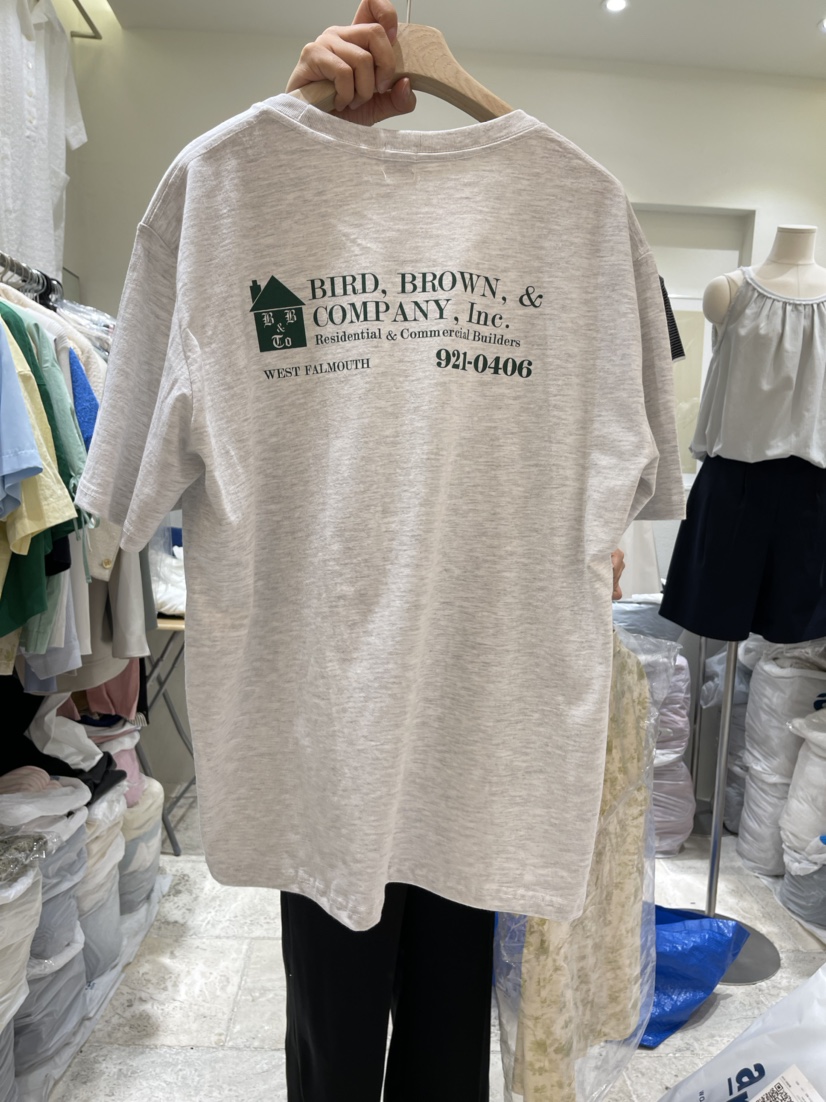 BIRD, BROWN, &
COMPANY, Inc.
Residential & Commercial Builders
B B
&
Co
WEST FALMOUTH
921-0406